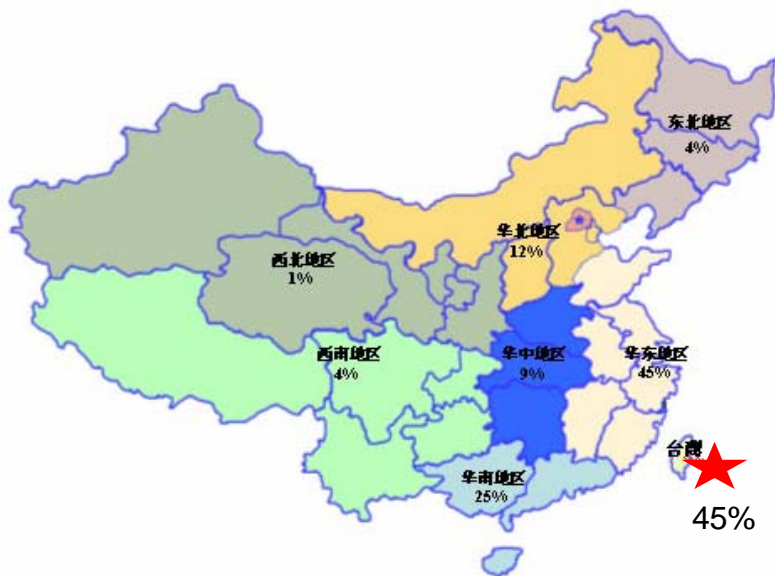 东北地区
4%
华北地区
12%
西北地区
1%
西南地区
4%
华中地区
9%
华东地区
45%
台湾
华南地区
25%
45%